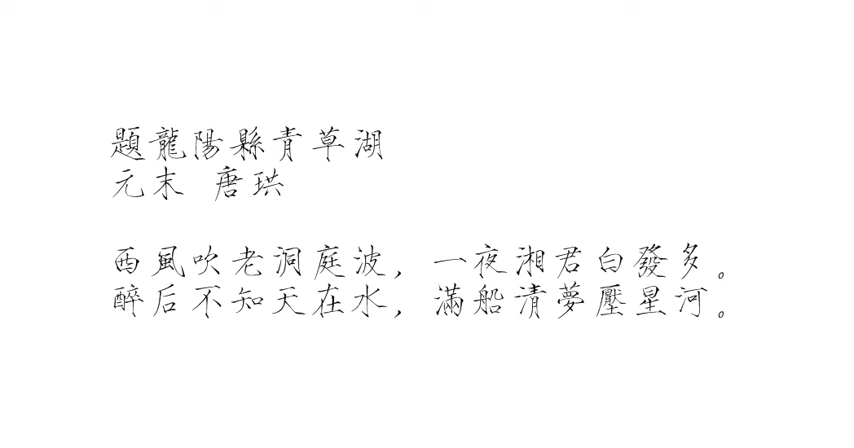 題龍陽縣青草湖
元末 唐珙
西風吹老洞庭波，一夜湘君白發多。
醉后不知天在水，滿船清夢壓星河。